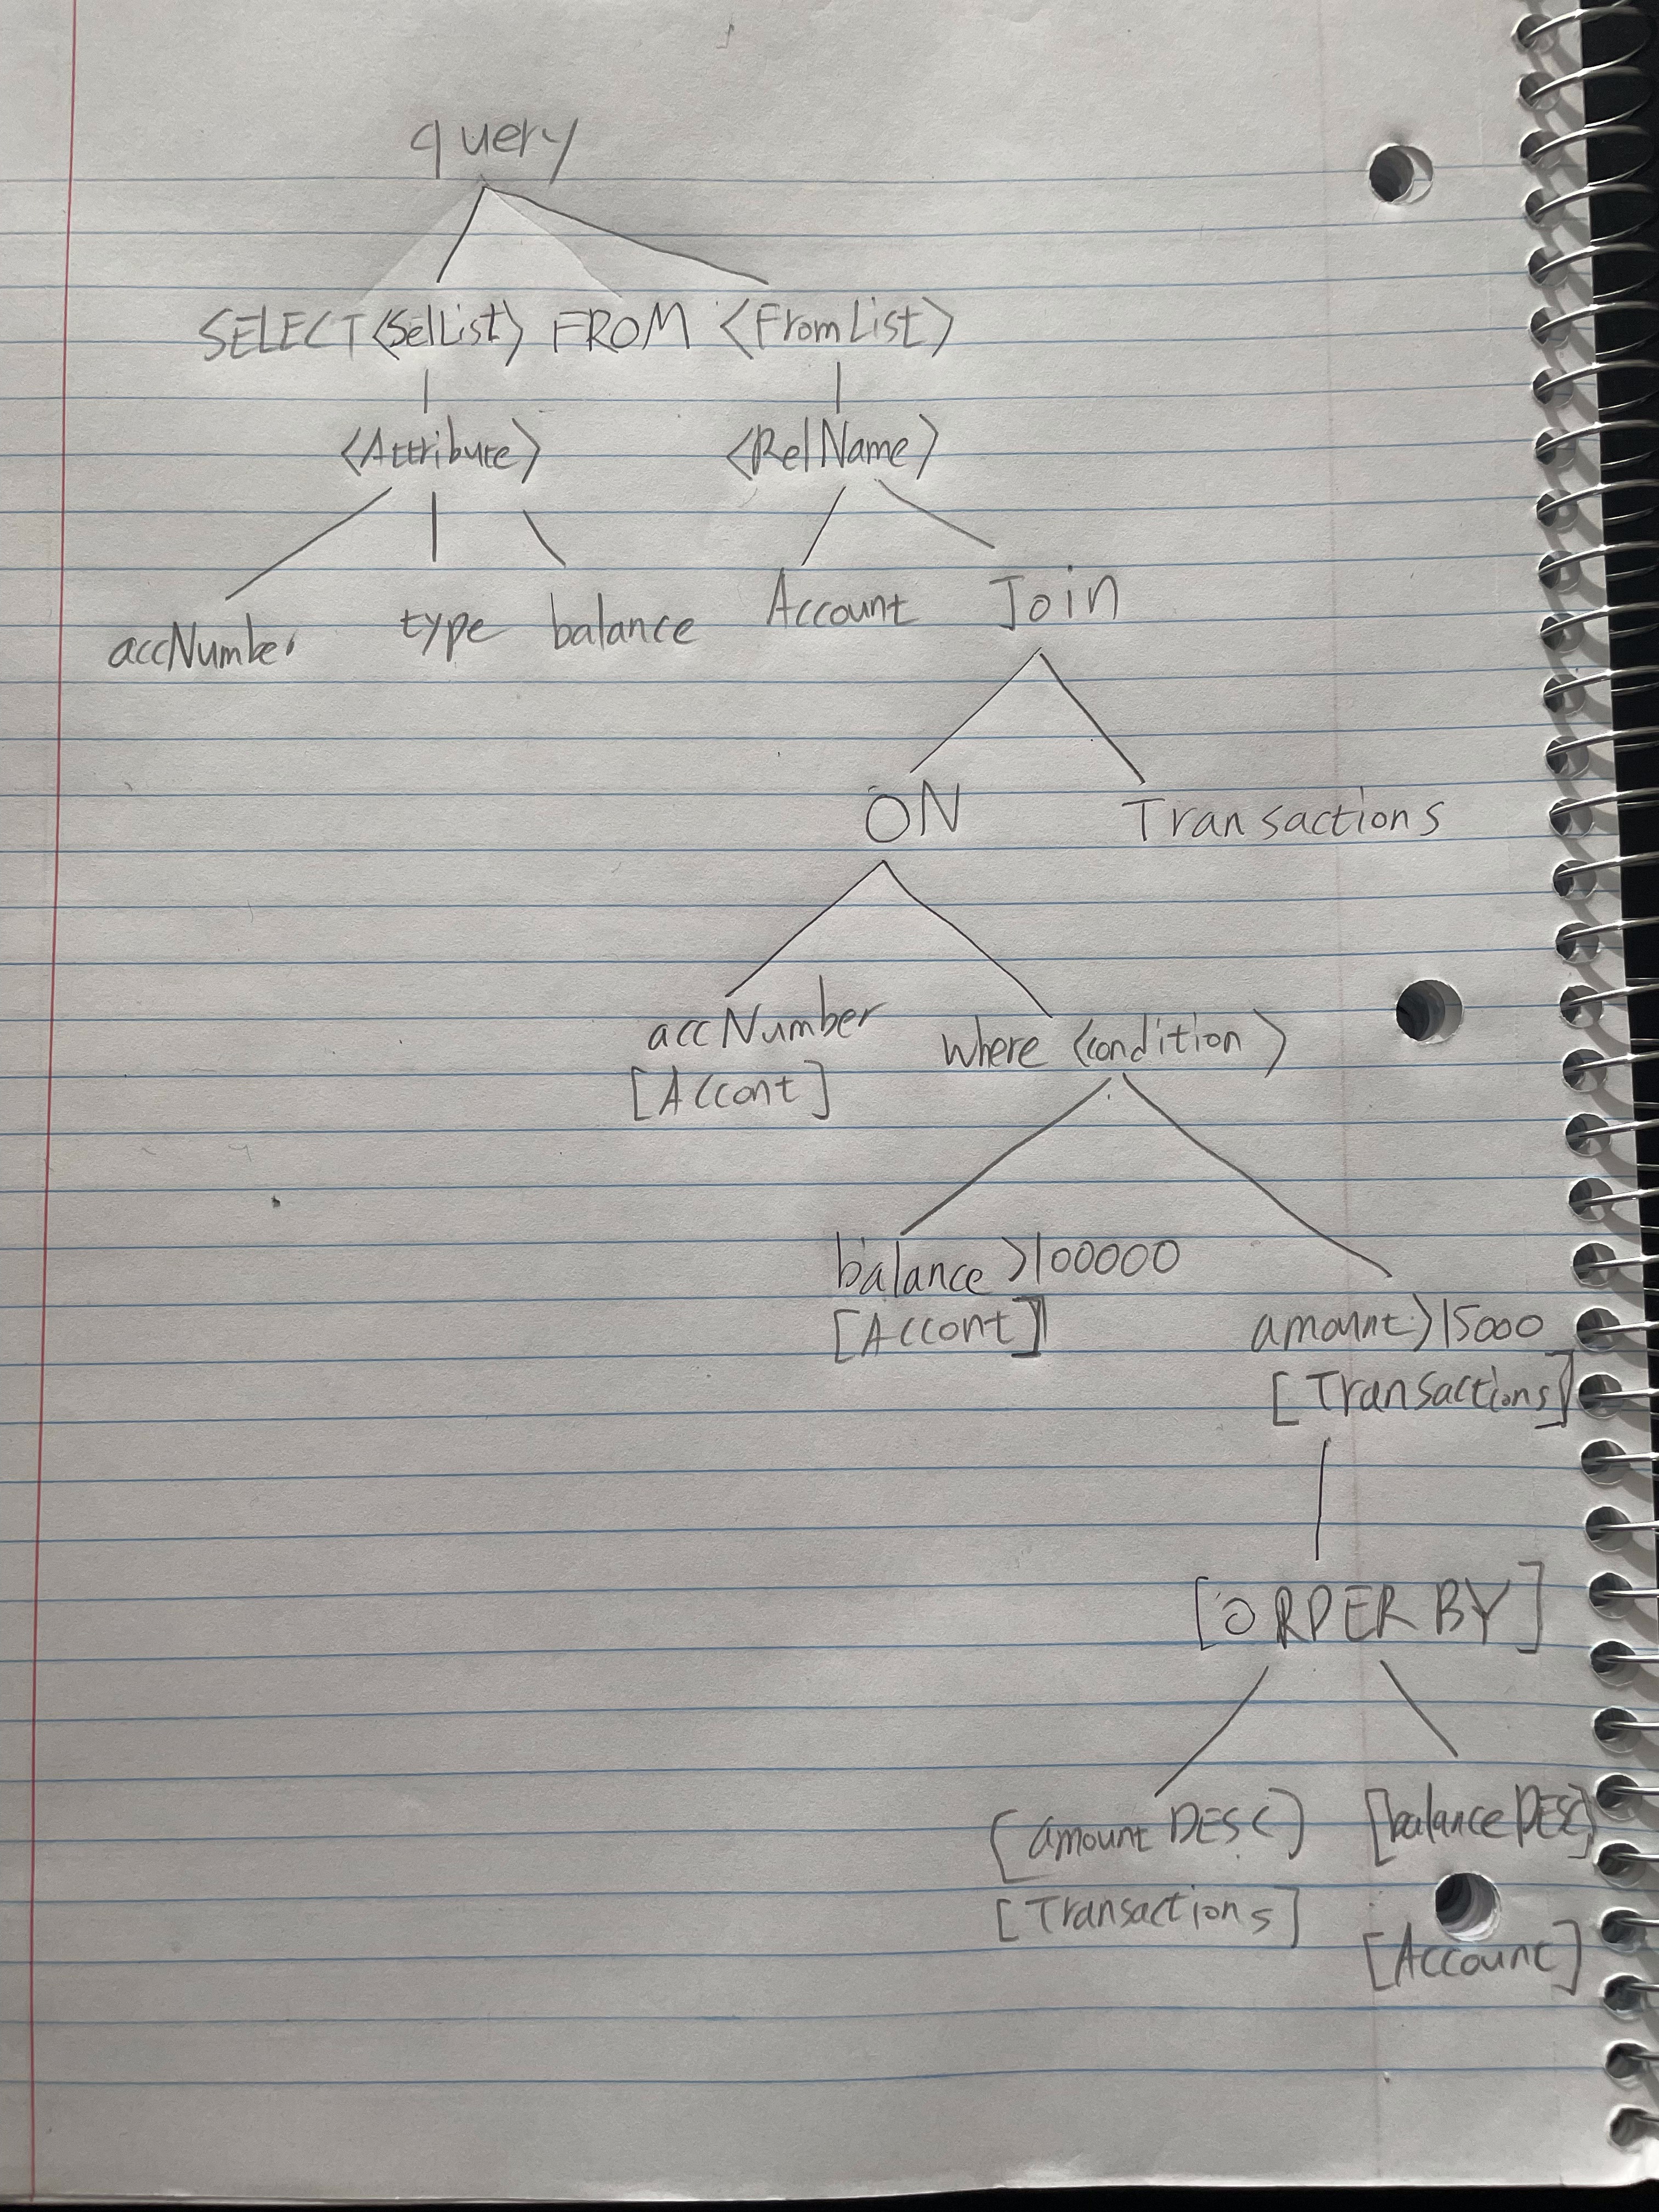 query
SELECT <SelList> FROM <FromList>
<Attribute> <RelName>
accNumber type balance Account Join
ON Transactions
accNumber where <condition>
[Accont]
balance >100000
[Accont] amount >15000
[Transactions]
[ORDER BY]
[amount DESC] [balance DESC]
[Transactions] [Account]